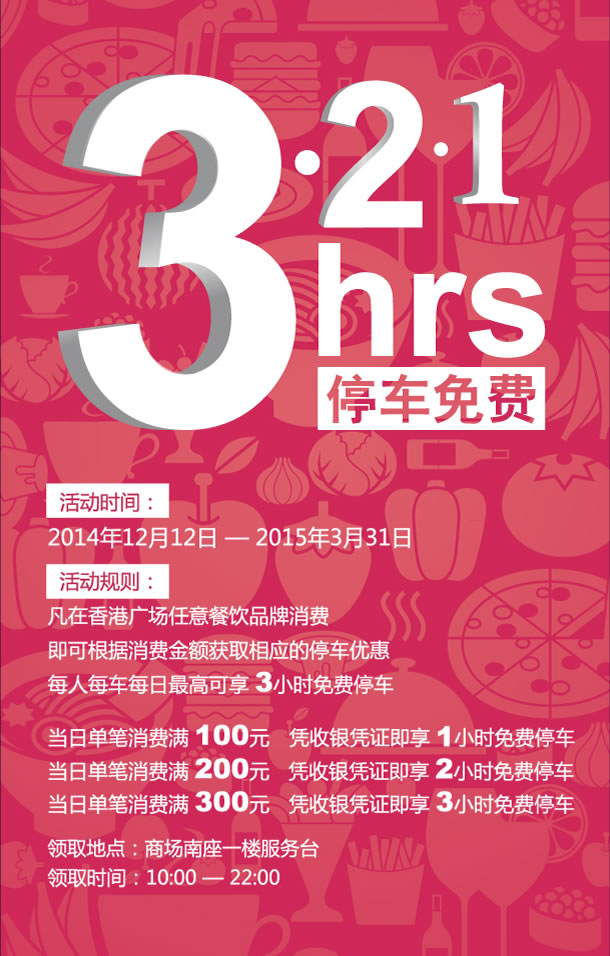 3·2·1
hrs
停车免费
活动时间：
2014年12月12日 — 2015年3月31日
活动规则：
凡在香港广场任意餐饮品牌消费
即可根据消费金额获取相应的停车优惠
每人每车每日最高可享 3小时免费停车
当日单笔消费满 100元 凭收银凭证即享 1小时免费停车
当日单笔消费满 200元 凭收银凭证即享 2小时免费停车
当日单笔消费满 300元 凭收银凭证即享 3小时免费停车
领取地点：商场南座一楼服务台
领取时间：10:00 — 22:00